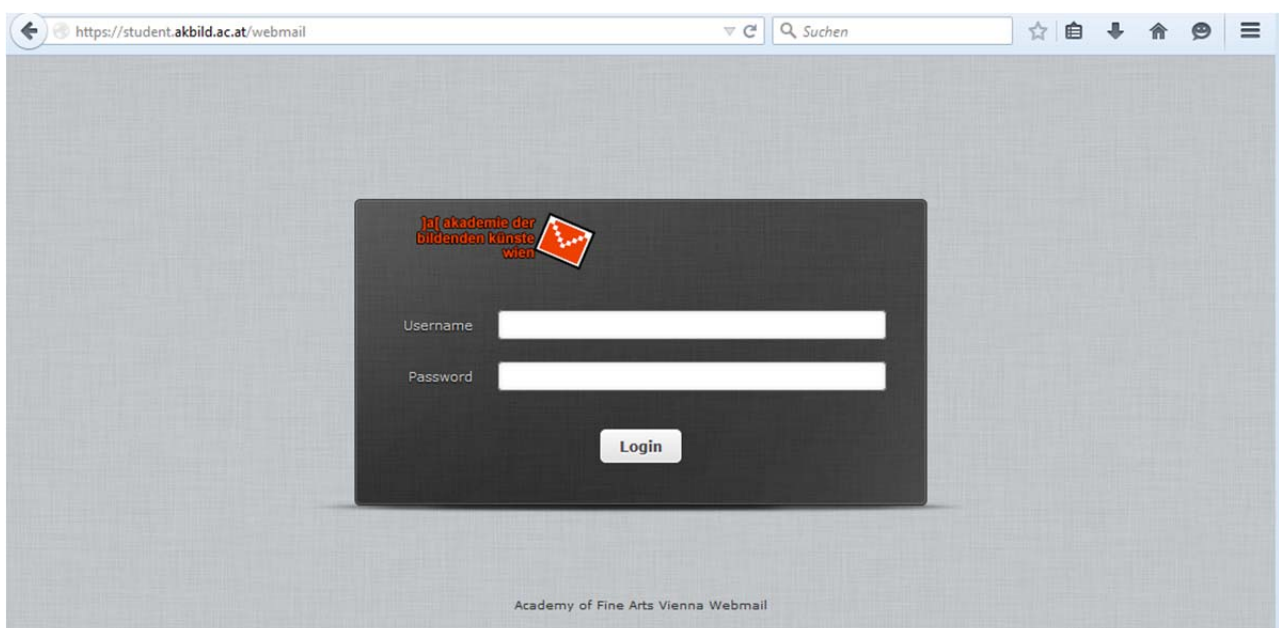 https://student.akbild.ac.at/webmail
Suchen
]a[ akademie der
bildenden künste
wien
Username
Password
Login
Academy of Fine Arts Vienna Webmail